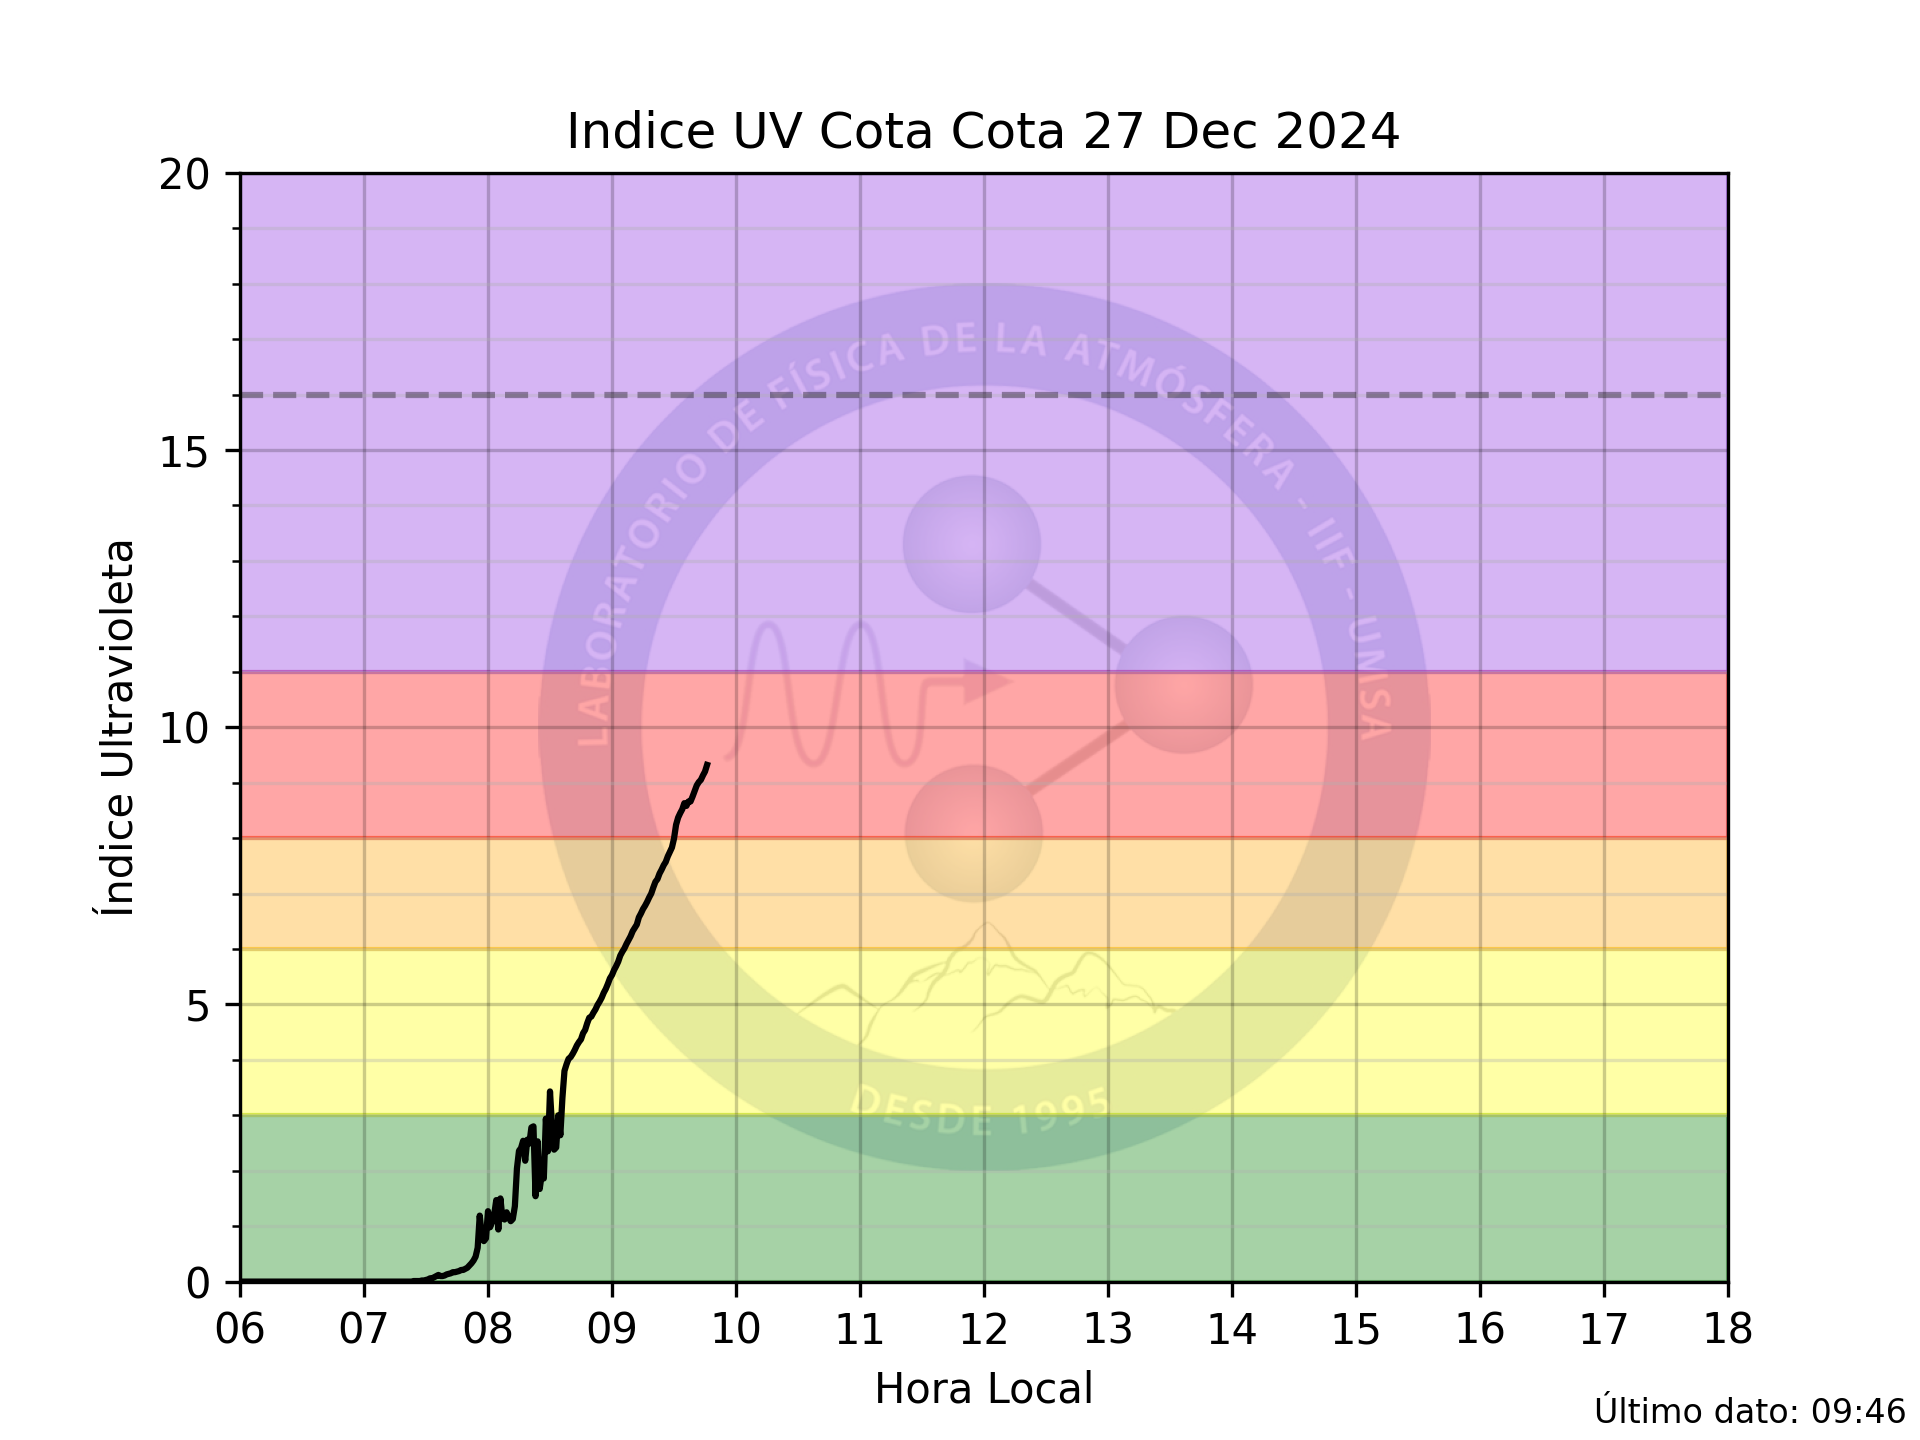 Indice UV Cota Cota 27 Dec 2024
20
15
10
5
0
Índice Ultravioleta
LABORATORIO DE FÍSICA DE LA ATMÓSFERA - IIF - UMSA
DESDE 1995
06 07 08 09 10 11 12 13 14 15 16 17 18
Hora Local
Último dato: 09:46